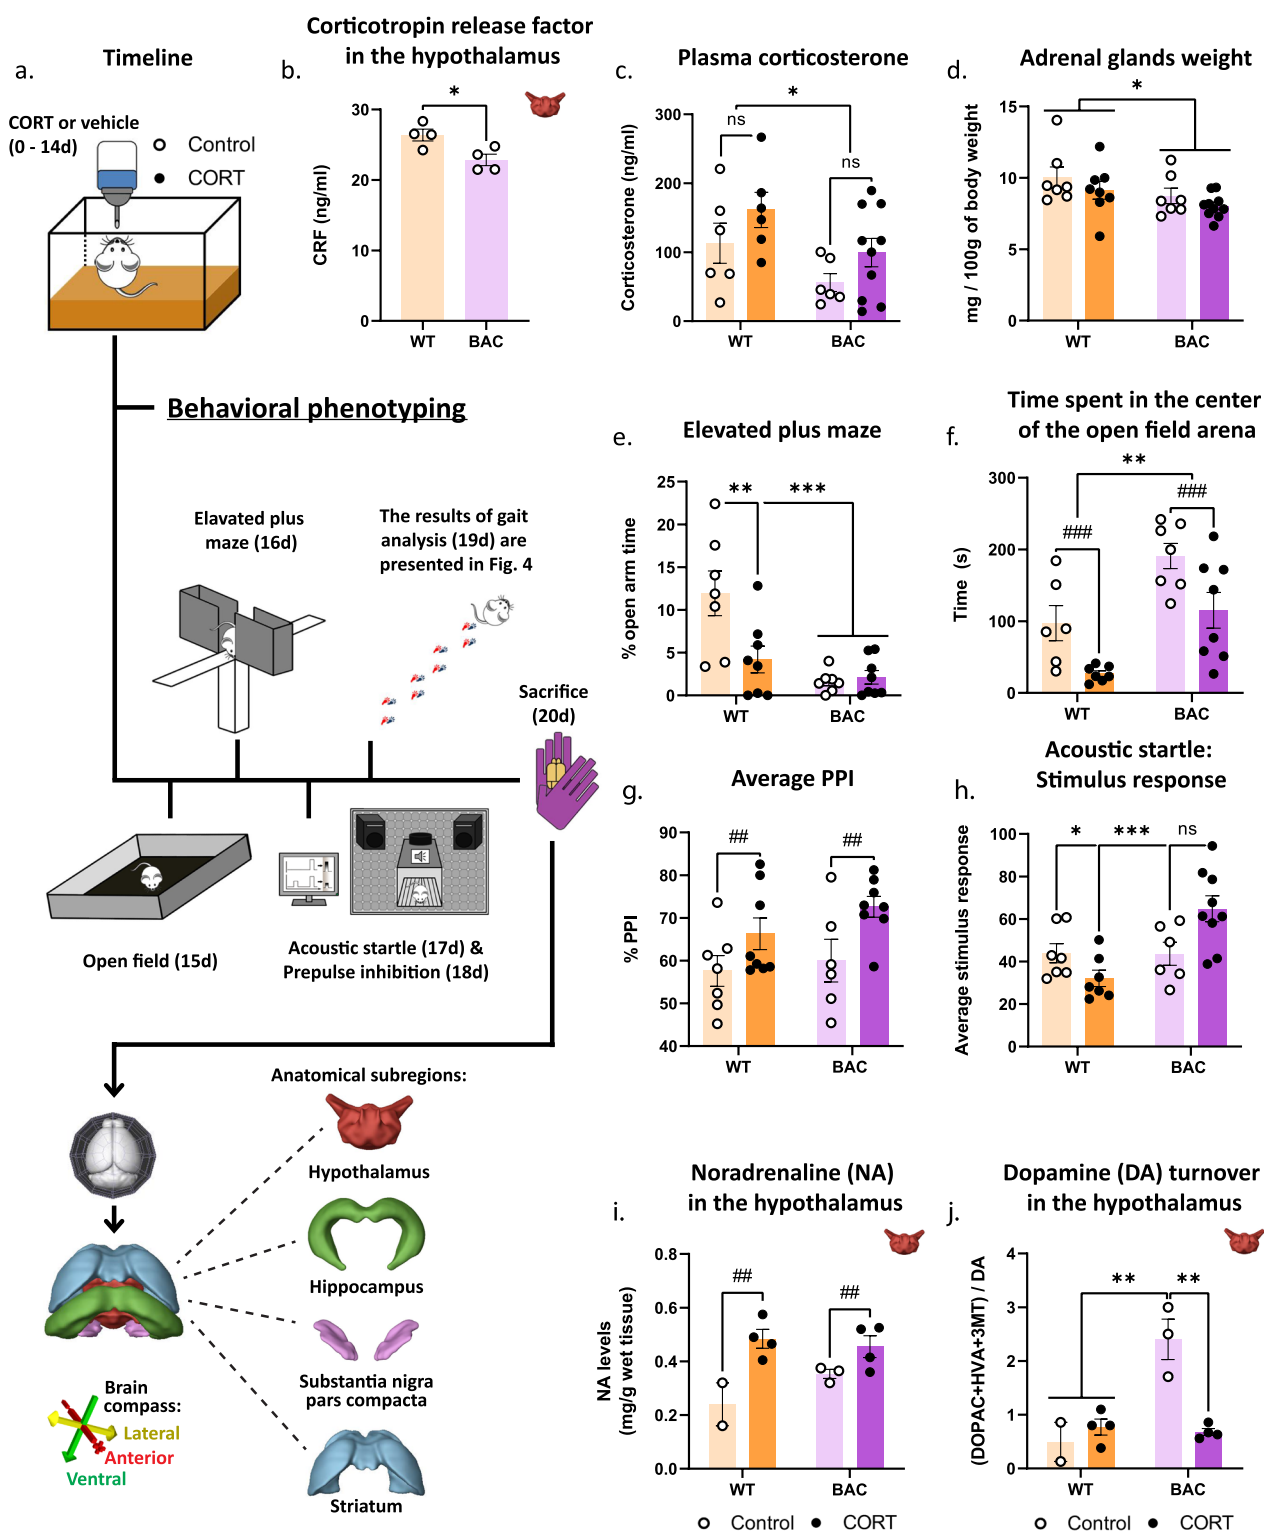 a.
Timeline
CORT or vehicle
(0 - 14d)
Control
CORT
b.
Corticotropin release factor
in the hypothalamus
*
CRF (ng/ml)
30
20
10
0
WT
BAC
c.
Plasma corticosterone
*
ns
ns
Corticosterone (ng/ml)
300
200
100
0
WT
BAC
d.
Adrenal glands weight
*
mg / 100g of body weight
15
10
5
0
WT
BAC
Behavioral phenotyping
Elavated plus
maze (16d)
The results of gait
analysis (19d) are
presented in Fig. 4
Sacrifice
(20d)
Open field (15d)
Acoustic startle (17d) &
Prepulse inhibition (18d)
e.
Elevated plus maze
**
***
% open arm time
25
20
15
10
5
0
WT
BAC
f.
Time spent in the center
of the open field arena
**
###
###
Time (s)
300
200
100
0
WT
BAC
g.
Average PPI
##
##
% PPI
90
80
70
60
50
40
WT
BAC
h.
Acoustic startle:
Stimulus response
*
***
ns
Average stimulus response
100
80
60
40
20
0
WT
BAC
Anatomical subregions:
Hypothalamus
Hippocampus
Substantia nigra
pars compacta
Striatum
Brain
compass:
Lateral
Anterior
Ventral
i.
Noradrenaline (NA)
in the hypothalamus
##
##
NA levels
(mg/g wet tissue)
0.8
0.6
0.4
0.2
0.0
WT
BAC
Control
CORT
j.
Dopamine (DA) turnover
in the hypothalamus
**
**
(DOPAC+HVA+3MT) / DA
4
3
2
1
0
WT
BAC
Control
CORT